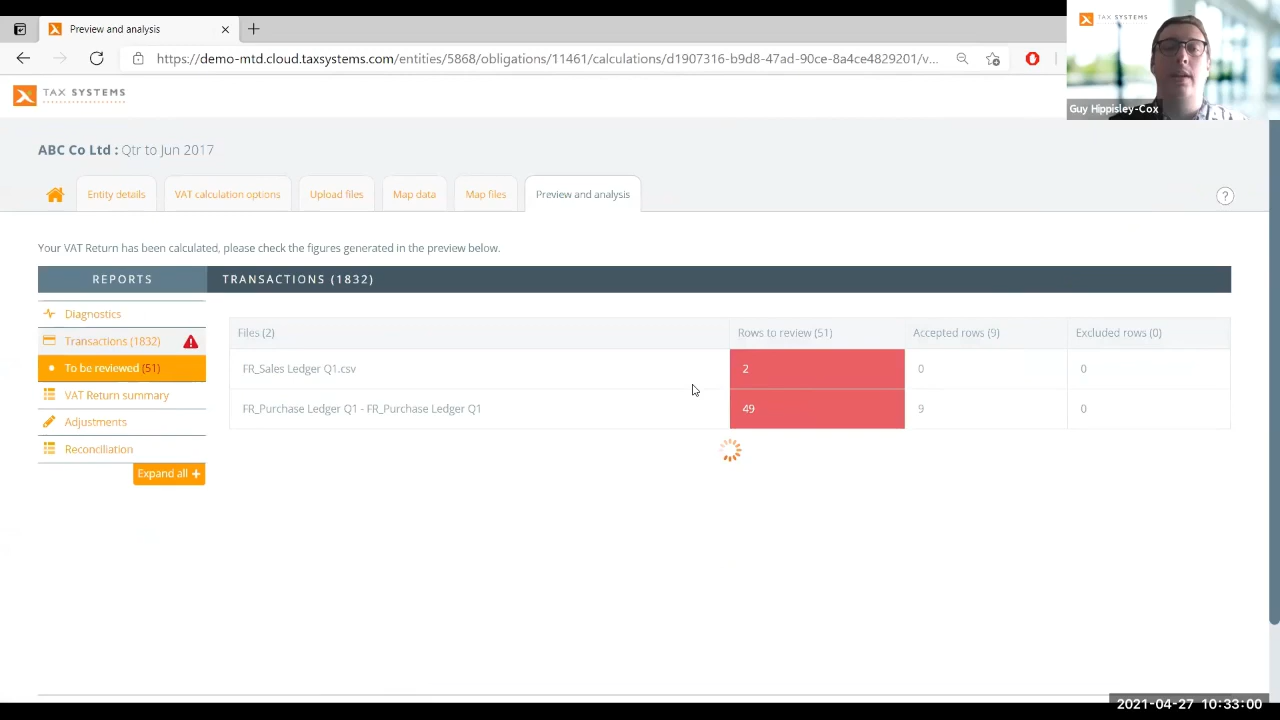 Preview and analysis
https://demo-mtd.cloud.taxsystems.com/entities/5868/obligations/11461/calculations/d1907316-b9d8-47ad-90ce-8a4ce4829201/v...
TAX SYSTEMS
Guy Hippisley-Cox
TAX SYSTEMS
ABC Co Ltd : Qtr to Jun 2017
Entity details VAT calculation options Upload files Map data Map files Preview and analysis ?
Your VAT Return has been calculated, please check the figures generated in the preview below.
REPORTS TRANSACTIONS (1832)
Diagnostics
Transactions (1832)
To be reviewed (51)
VAT Return summary
Adjustments
Reconciliation
Expand all +
Files (2) Rows to review (51) Accepted rows (9) Excluded rows (0)
FR_Sales Ledger Q1.csv 2 0 0
FR_Purchase Ledger Q1 - FR_Purchase Ledger Q1 49 9 0
2021-04-27 10:33:00